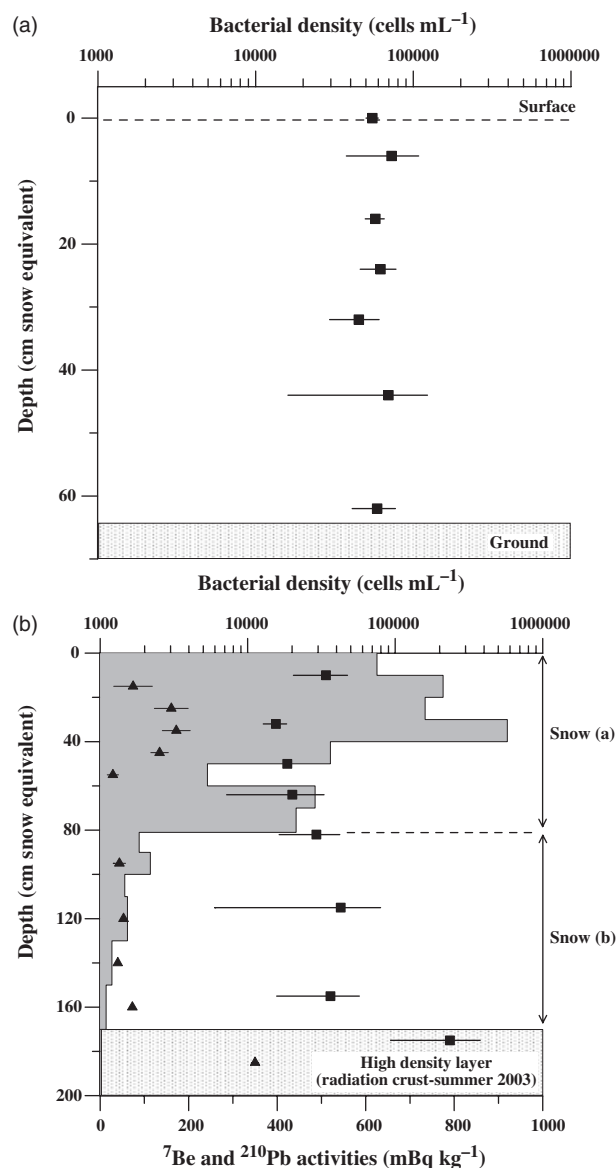 (a)
Bacterial density (cells mL⁻¹)
1000 10000 100000 1000000
Surface
0
20
40
60
Depth (cm snow equivalent)
Ground
Bacterial density (cells mL⁻¹)
(b)
1000 10000 100000 1000000
0
40
80
120
160
200
Depth (cm snow equivalent)
Snow (a)
Snow (b)
High density layer
(radiation crust-summer 2003)
0 200 400 600 800 1000
⁷Be and ²¹⁰Pb activities (mBq kg⁻¹)